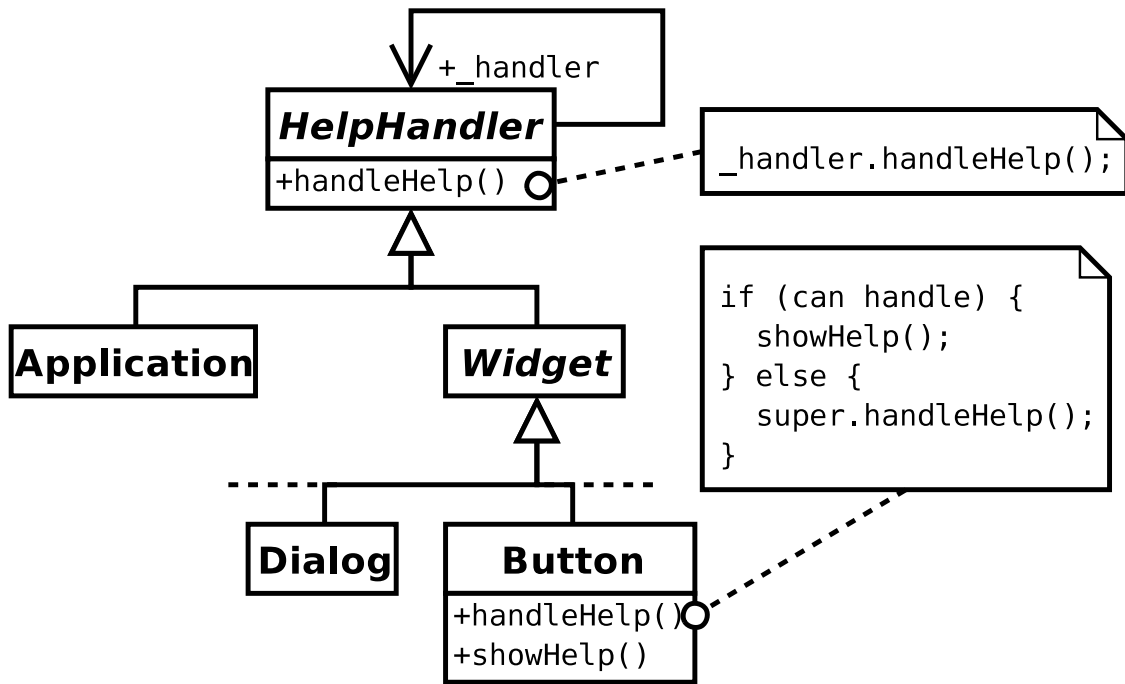 +_handler
HelpHandler
+handleHelp()
_handler.handleHelp();
if (can handle) {
  showHelp();
} else {
  super.handleHelp();
}
Application
Widget
Dialog
Button
+handleHelp()
+showHelp()